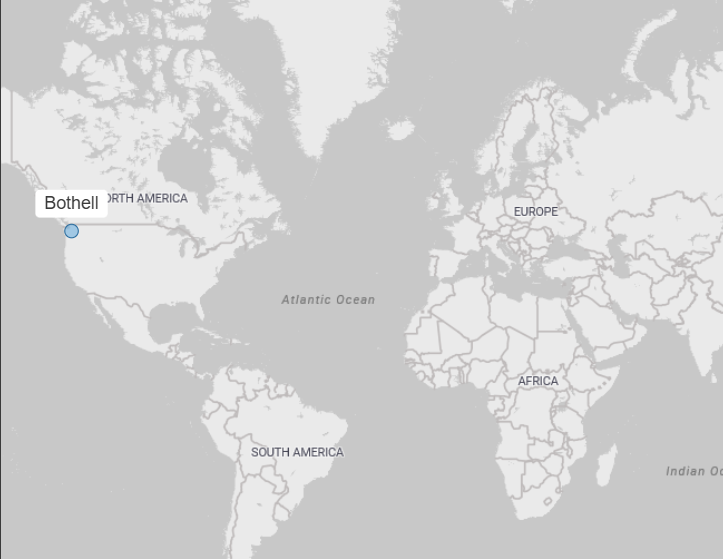 Bothell
ORTH AMERICA
EUROPE
Atlantic Ocean
AFRICA
SOUTH AMERICA
Indian Oc